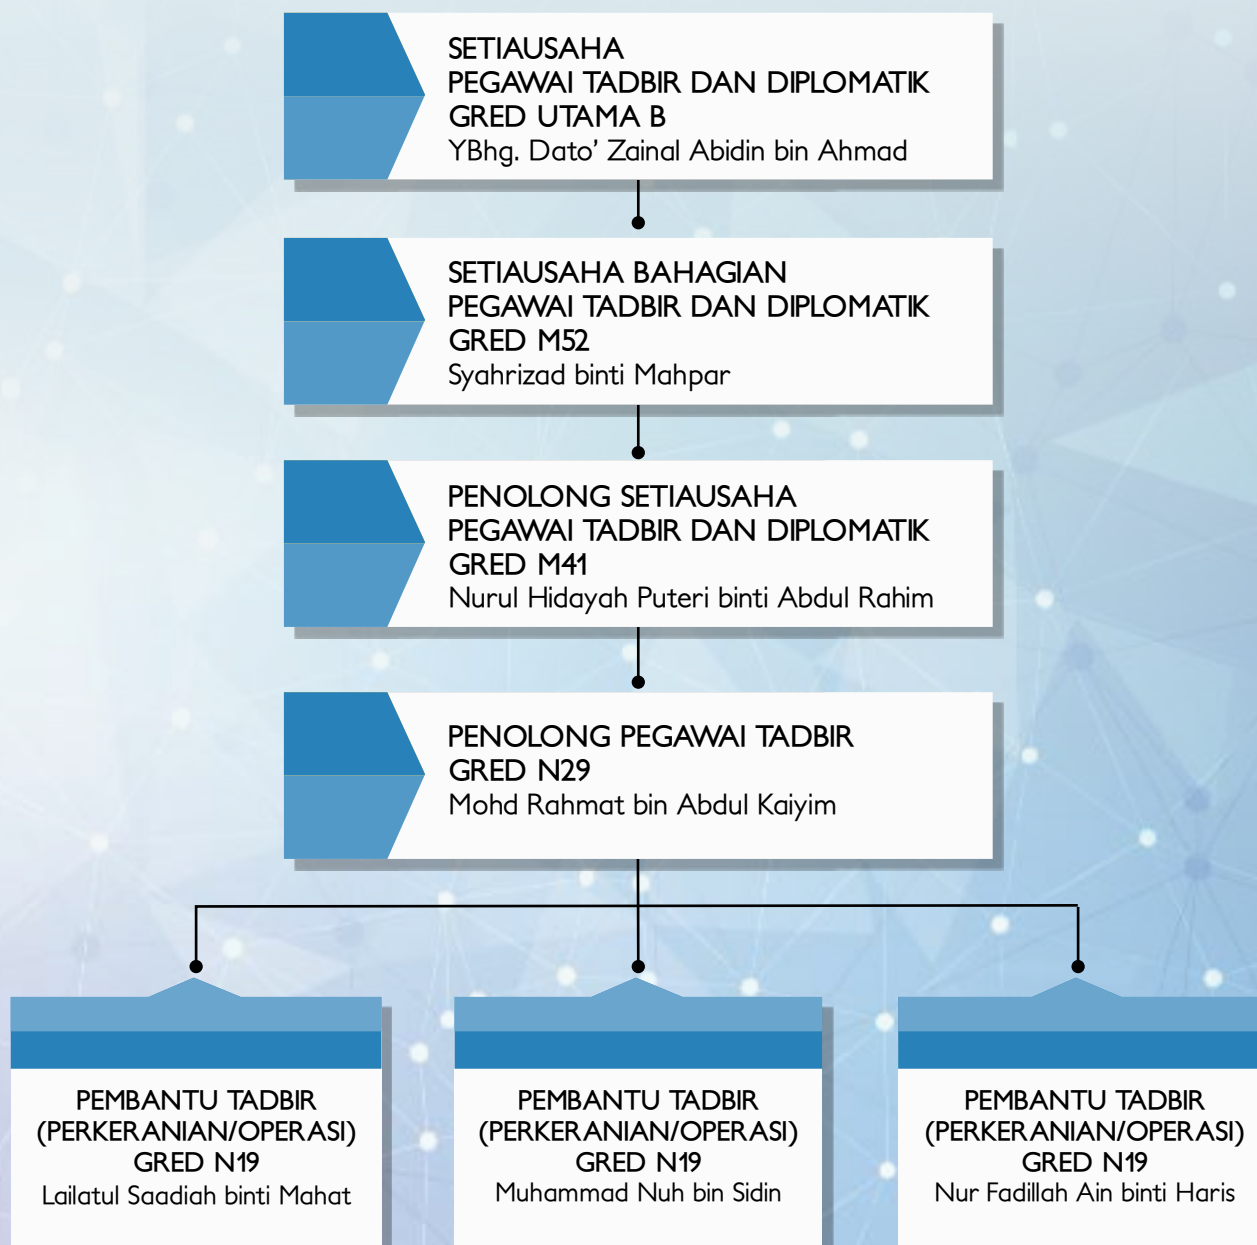 SETIAUSAHA
PEGAWAI TADBIR DAN DIPLOMATIK
GRED UTAMA B
YBhg. Dato’ Zainal Abidin bin Ahmad
SETIAUSAHA BAHAGIAN
PEGAWAI TADBIR DAN DIPLOMATIK
GRED M52
Syahrizad binti Mahpar
PENOLONG SETIAUSAHA
PEGAWAI TADBIR DAN DIPLOMATIK
GRED M41
Nurul Hidayah Puteri binti Abdul Rahim
PENOLONG PEGAWAI TADBIR
GRED N29
Mohd Rahmat bin Abdul Kaiyim
PEMBANTU TADBIR
(PERKERANIAN/OPERASI)
GRED N19
Lailatul Saadiah binti Mahat
PEMBANTU TADBIR
(PERKERANIAN/OPERASI)
GRED N19
Muhammad Nuh bin Sidin
PEMBANTU TADBIR
(PERKERANIAN/OPERASI)
GRED N19
Nur Fadillah Ain binti Haris